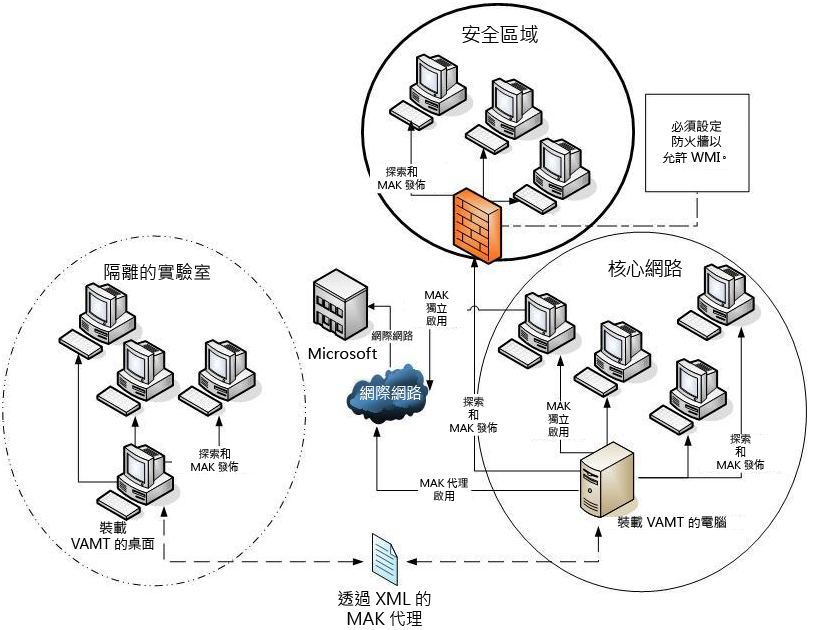 安全區域
必須設定
防火牆以
允許 WMI。
探索和
MAK 發佈
隔離的實驗室
核心網路
MAK
獨立
啟用
網際網路
Microsoft
網際網路
探索
和
MAK 發佈
MAK
獨立
啟用
探索和
MAK 發佈
探索
和
MAK 發佈
MAK 代理
啟用
裝載
VAMT 的桌面
裝載 VAMT 的電腦
透過 XML 的
MAK 代理